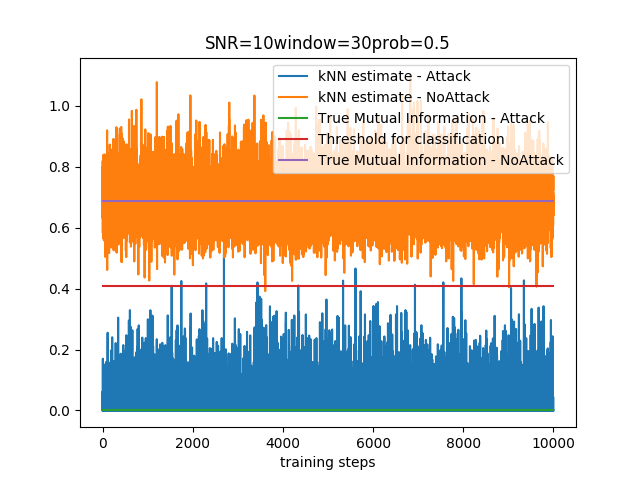 SNR=10window=30prob=0.5
kNN estimate - Attack
kNN estimate - NoAttack
True Mutual Information - Attack
Threshold for classification
True Mutual Information - NoAttack
1.0
0.8
0.6
0.4
0.2
0.0
0 2000 4000 6000 8000 10000
training steps